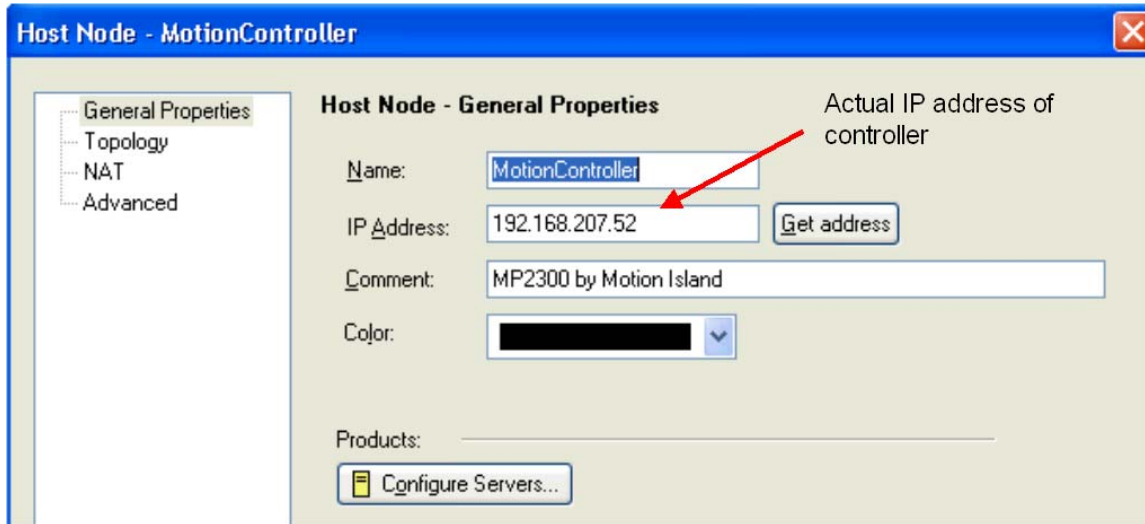 Host Node - MotionController
General Properties
Topology
NAT
Advanced
Host Node - General Properties
Actual IP address of
controller
Name:
MotionController
IP Address:
192.168.207.52
Get address
Comment:
MP2300 by Motion Island
Color:
Products:
Configure Servers...